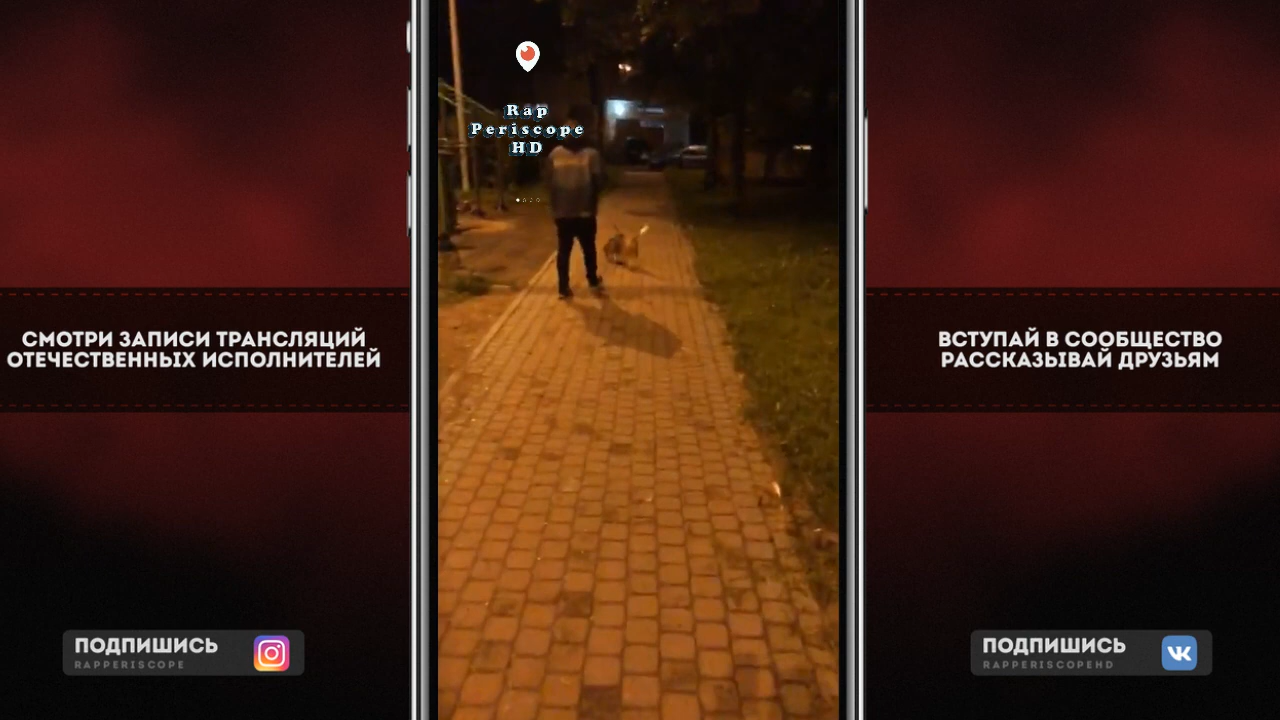 Rap
Periscope
HD
СМОТРИ ЗАПИСИ ТРАНСЛЯЦИЙ
ОТЕЧЕСТВЕННЫХ ИСПОЛНИТЕЛЕЙ
ВСТУПАЙ В СООБЩЕСТВО
РАССКАЗЫВАЙ ДРУЗЬЯМ
ПОДПИШИСЬ
RAPPERISCOPE
ПОДПИШИСЬ
RAPPERISCOPEHD